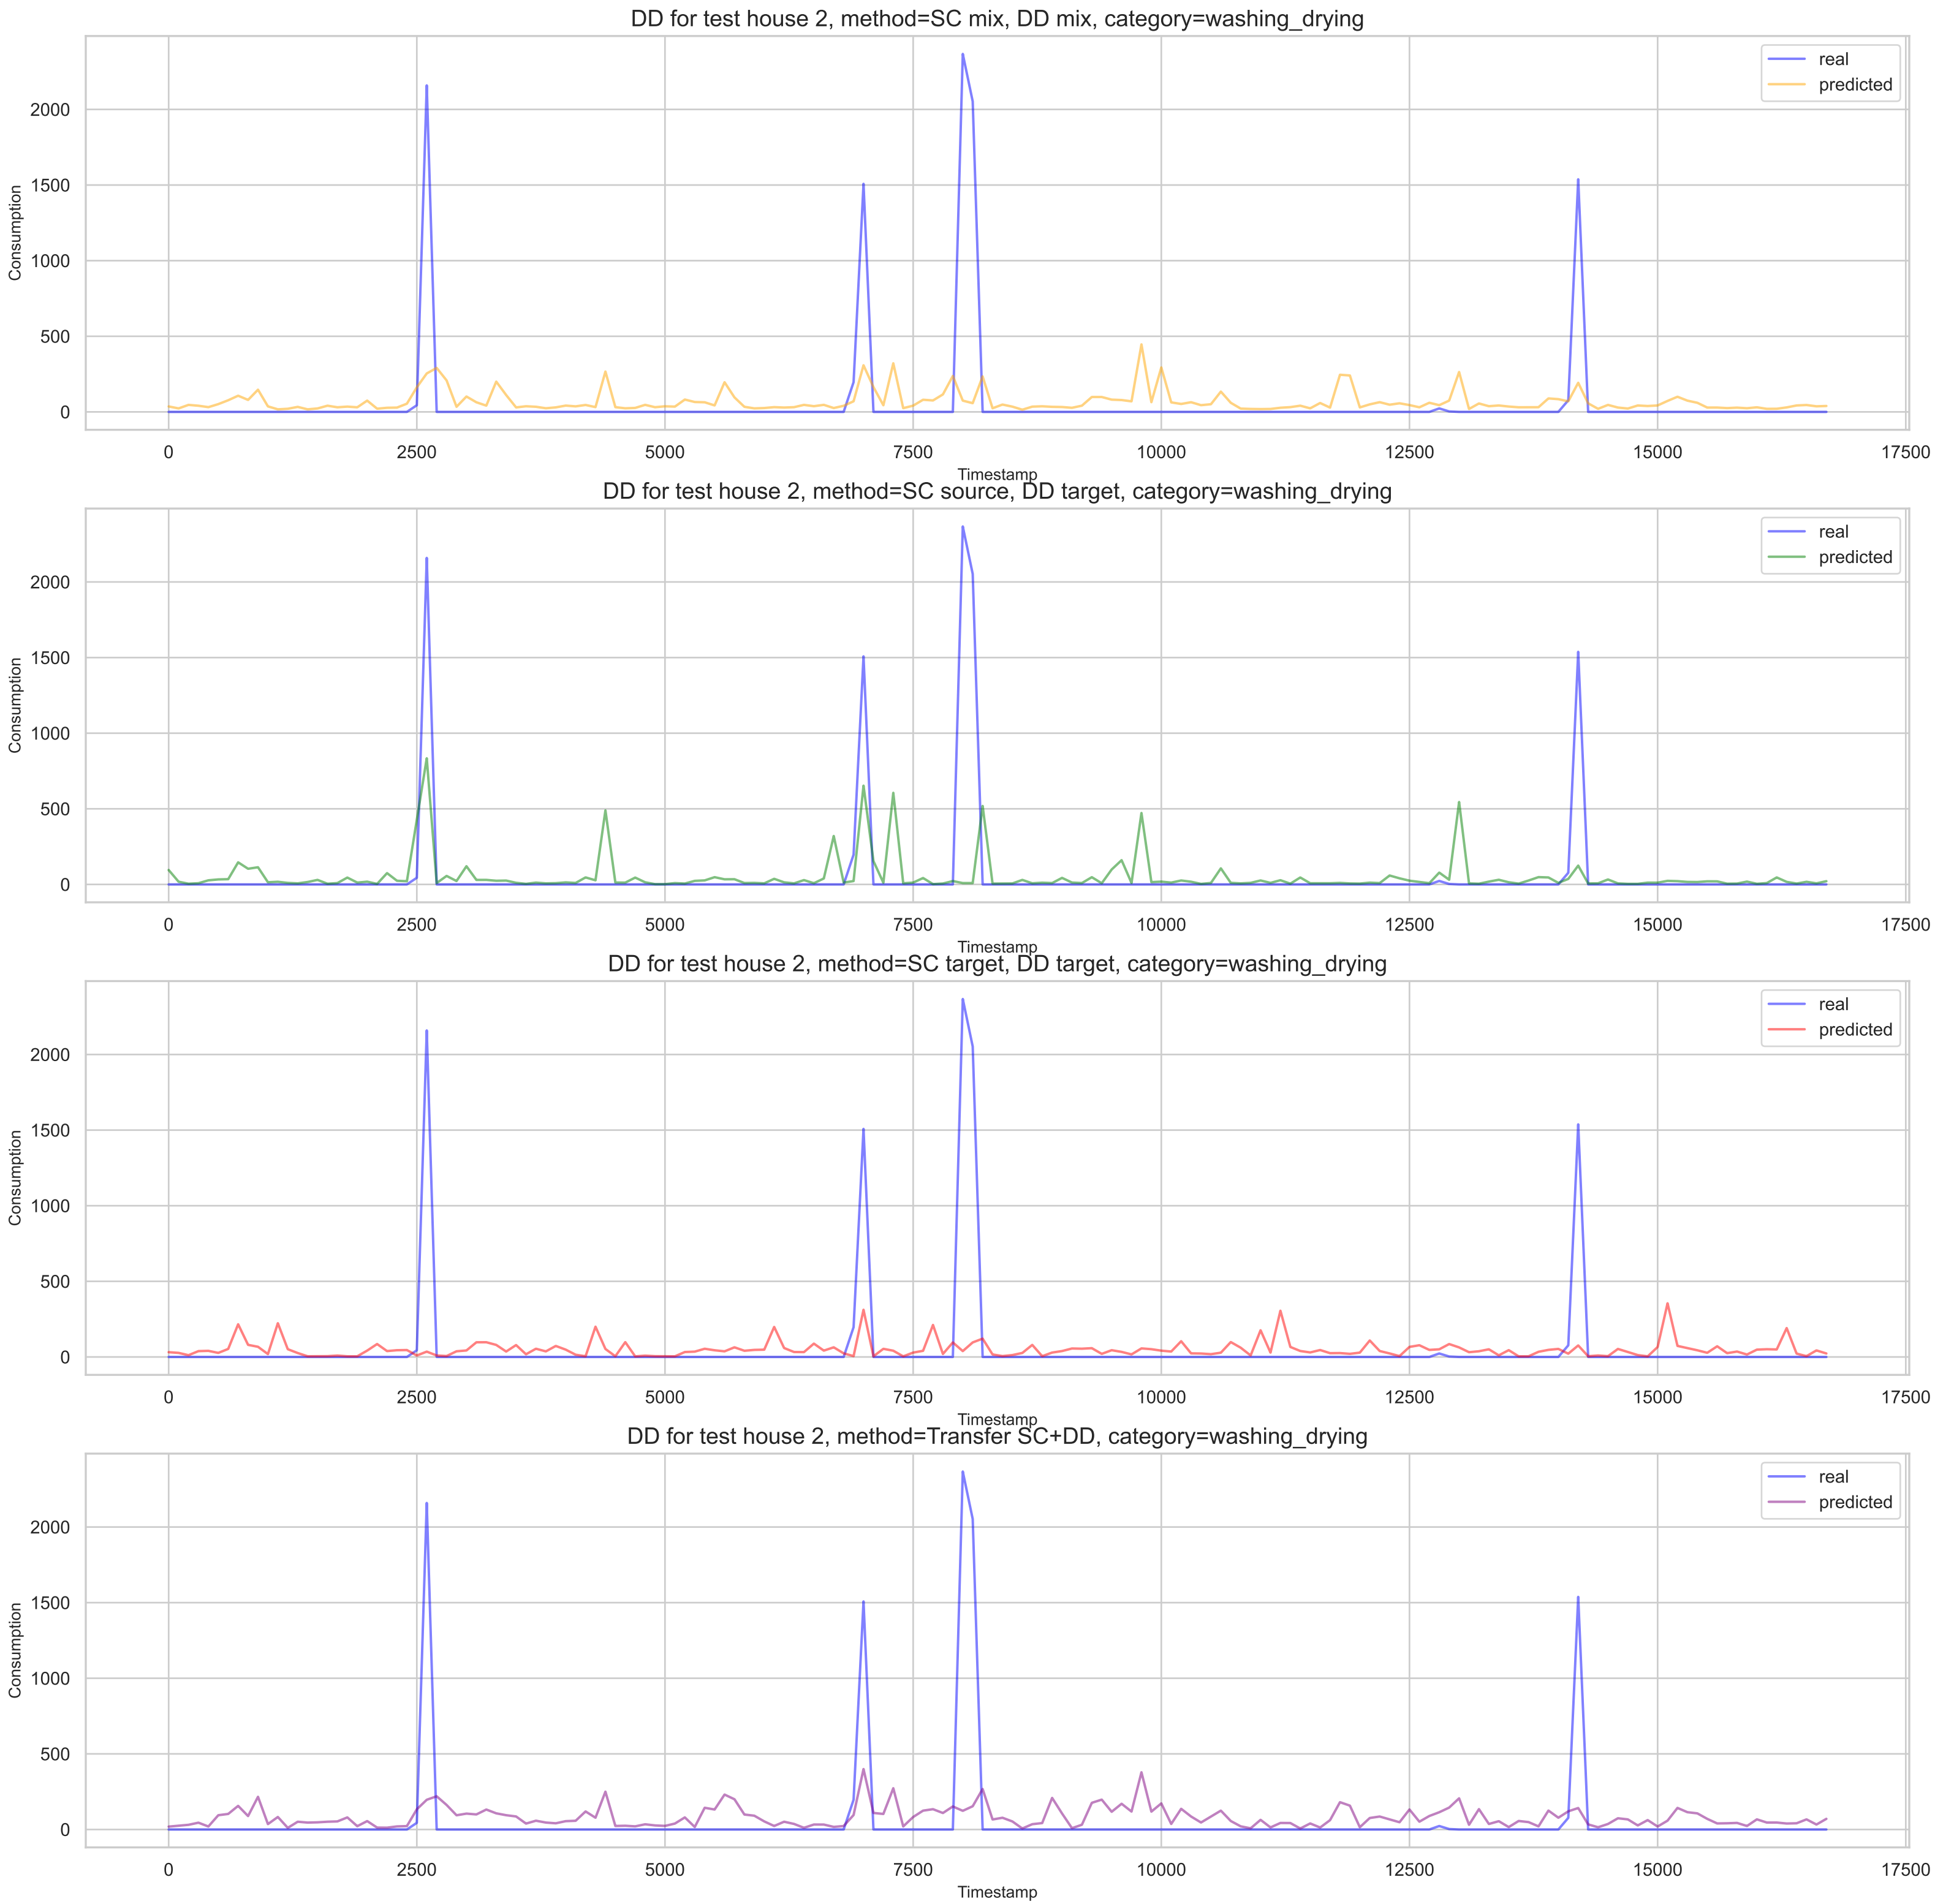 DD for test house 2, method=SC mix, DD mix, category=washing_drying
real
predicted
Consumption
2000
1500
1000
500
0
0 2500 5000 7500 10000 12500 15000 17500
Timestamp
DD for test house 2, method=SC source, DD target, category=washing_drying
real
predicted
Consumption
2000
1500
1000
500
0
0 2500 5000 7500 10000 12500 15000 17500
Timestamp
DD for test house 2, method=SC target, DD target, category=washing_drying
real
predicted
Consumption
2000
1500
1000
500
0
0 2500 5000 7500 10000 12500 15000 17500
Timestamp
DD for test house 2, method=Transfer SC+DD, category=washing_drying
real
predicted
Consumption
2000
1500
1000
500
0
0 2500 5000 7500 10000 12500 15000 17500
Timestamp